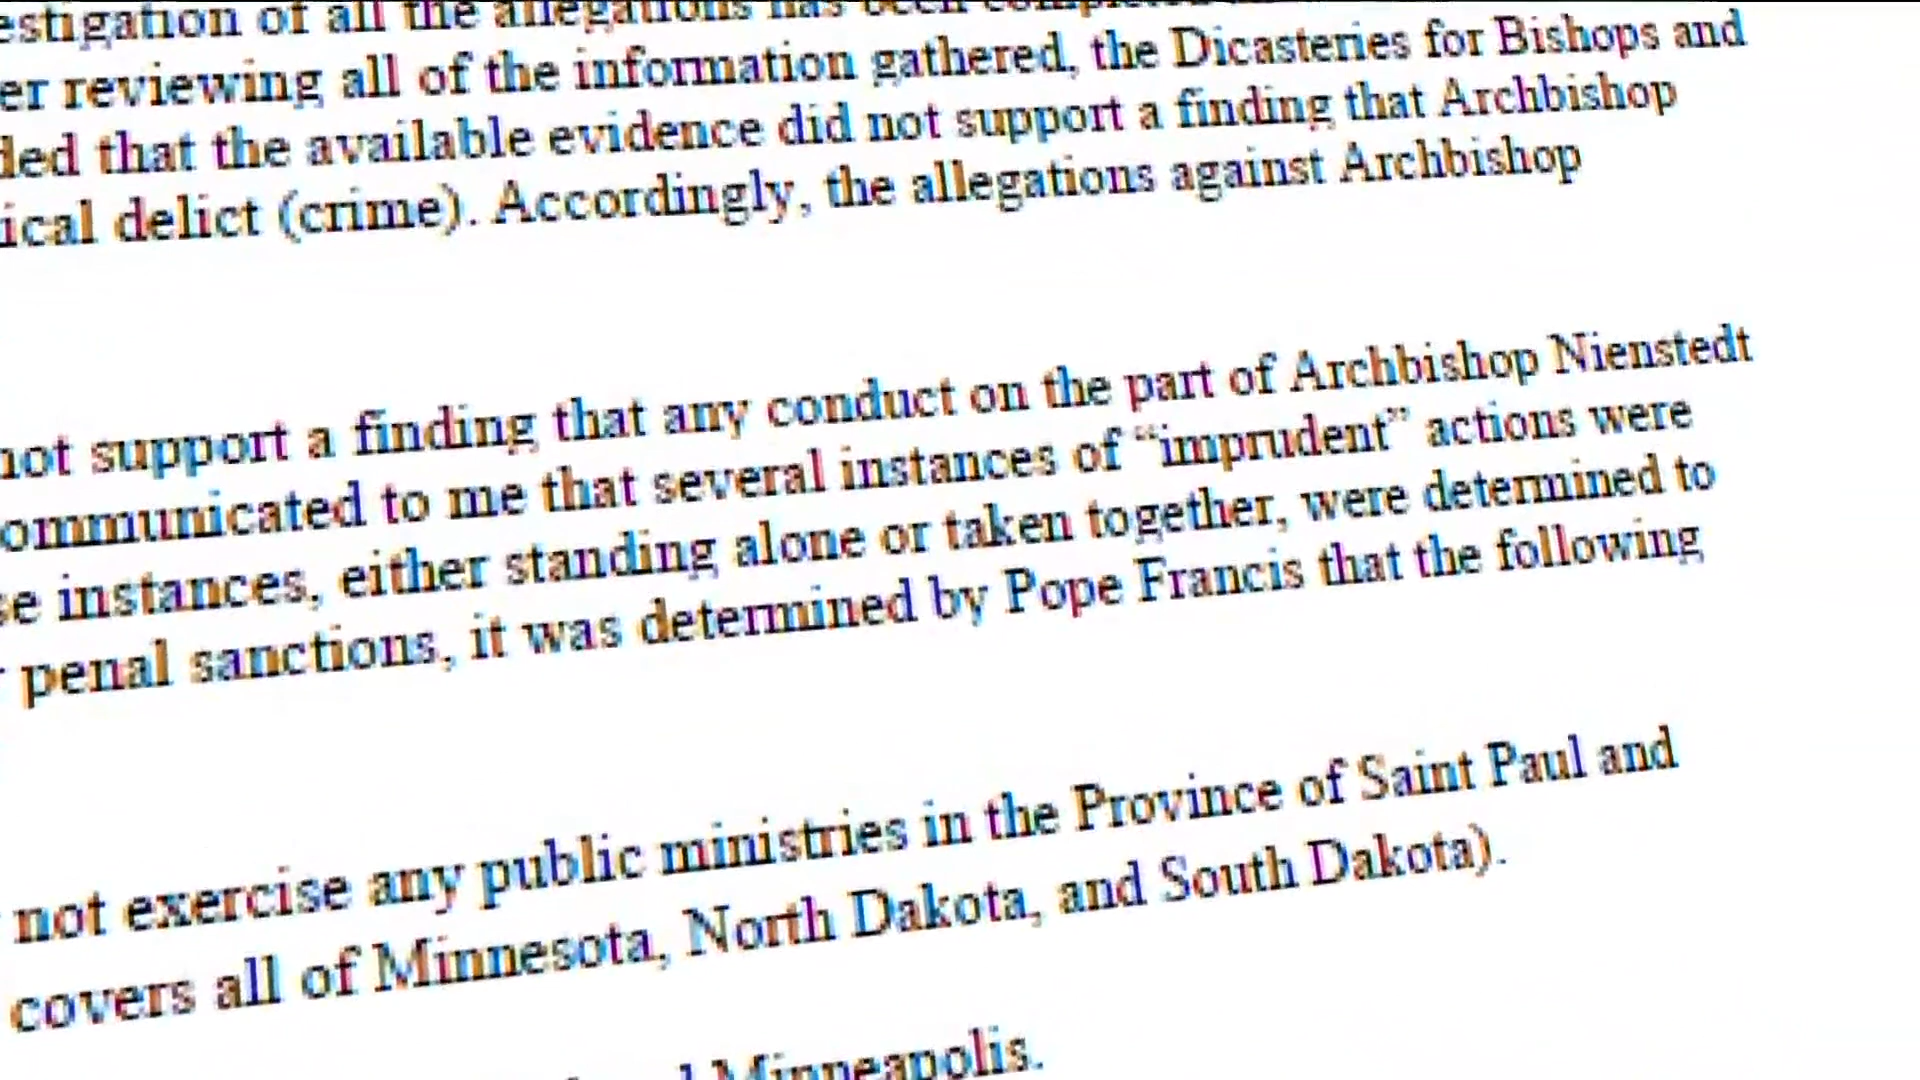 estigation of all the allegations has been
er reviewing all of the information gathered, the Dicasteries for Bishops and
ded that the available evidence did not support a finding that Archbishop
ical delict (crime). Accordingly, the allegations against Archbishop
not support a finding that any conduct on the part of Archbishop Nienstedt
ommunicated to me that several instances of “imprudent” actions were
se instances, either standing alone or taken together, were determined to
penal sanctions, it was determined by Pope Francis that the following
not exercise any public ministries in the Province of Saint Paul and
covers all of Minnesota, North Dakota, and South Dakota).
Minneapolis.